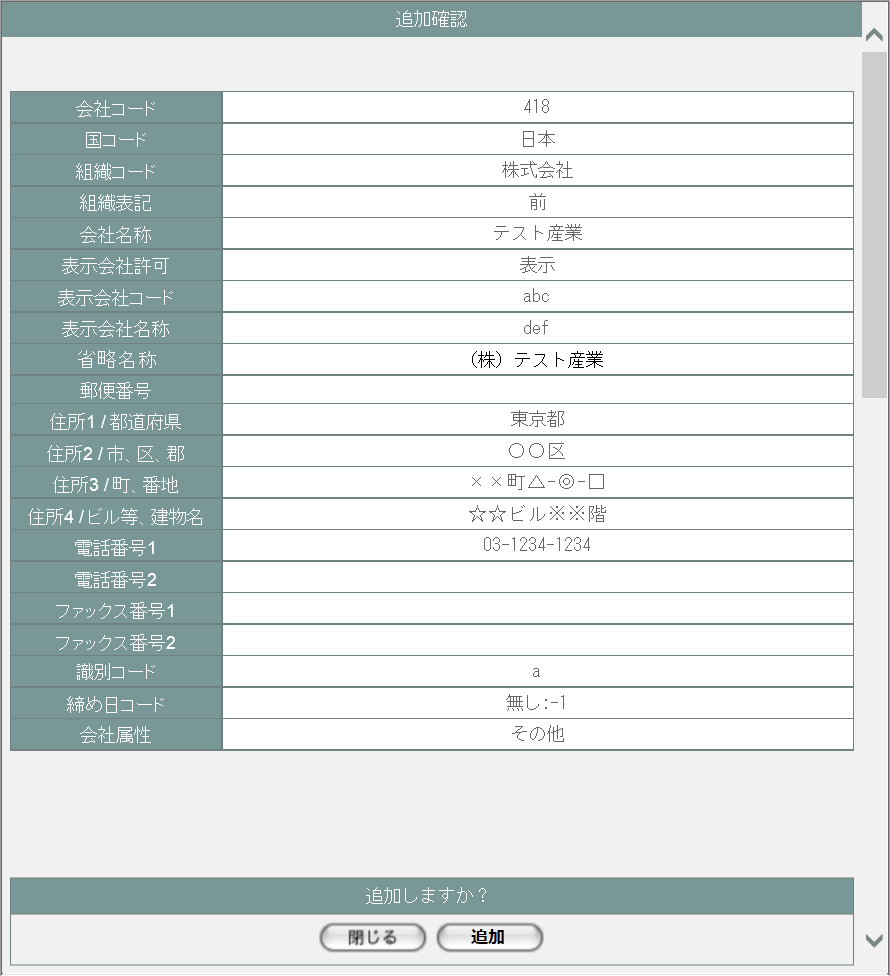 追加確認
会社コード 418
国コード 日本
組織コード 株式会社
組織表記 前
会社名称 テスト産業
表示会社許可 表示
表示会社コード abc
表示会社名称 def
省略名称 (株) テスト産業
郵便番号
住所1 / 都道府県 東京都
住所2 / 市、区、郡 〇〇区
住所3 / 町、番地 ××町△-◎-□
住所4 / ビル等、建物名 ☆☆ビル※※階
電話番号1 03-1234-1234
電話番号2
ファックス番号1
ファックス番号2
識別コード a
締め日コード 無し:-1
会社属性 その他
追加しますか？
閉じる 追加